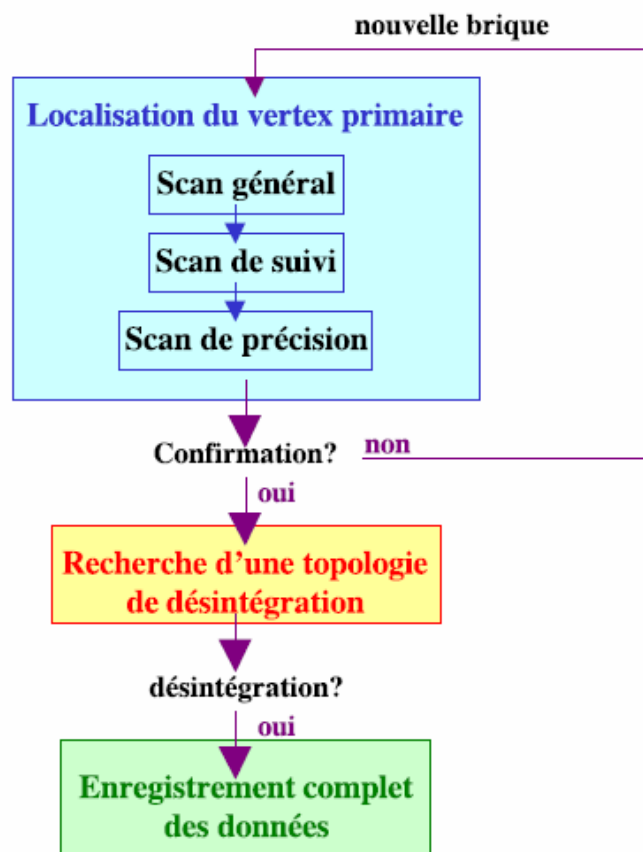 nouvelle brique
Localisation du vertex primaire
Scan général
Scan de suivi
Scan de précision
Confirmation?
non
oui
Recherche d'une topologie
de désintégration
désintégration?
oui
Enregistrement complet
des données